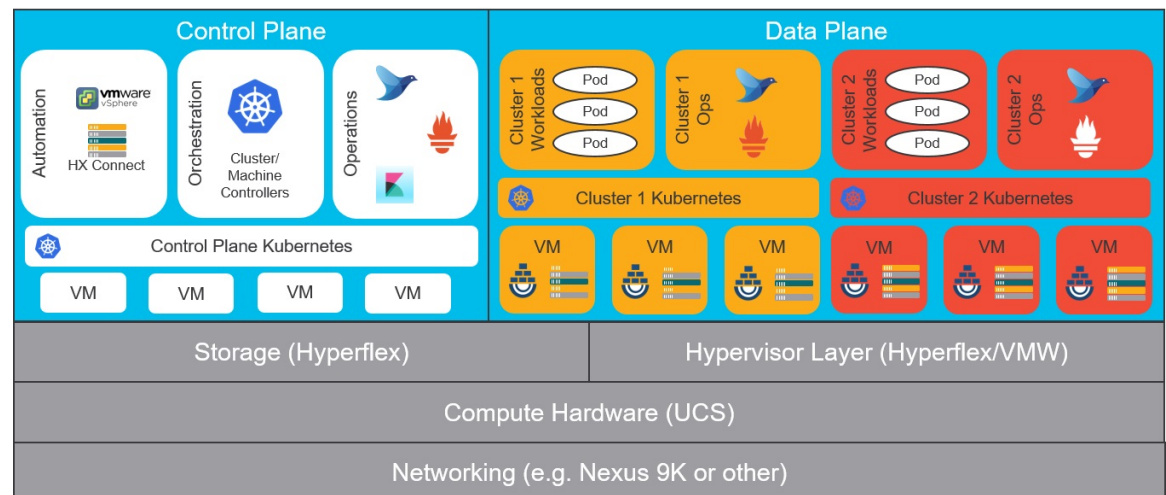 Control Plane
Automation
vmware
vSphere
HX Connect
Orchestration
Cluster/
Machine
Controllers
Operations
Control Plane Kubernetes
VM
VM
VM
VM
Data Plane
Cluster 1
Workloads
Pod
Pod
Pod
Cluster 1
Ops
Cluster 2
Workloads
Pod
Pod
Pod
Cluster 2
Ops
Cluster 1 Kubernetes
Cluster 2 Kubernetes
VM
VM
VM
VM
VM
VM
Storage (Hyperflex)
Hypervisor Layer (Hyperflex/VMW)
Compute Hardware (UCS)
Networking (e.g. Nexus 9K or other)